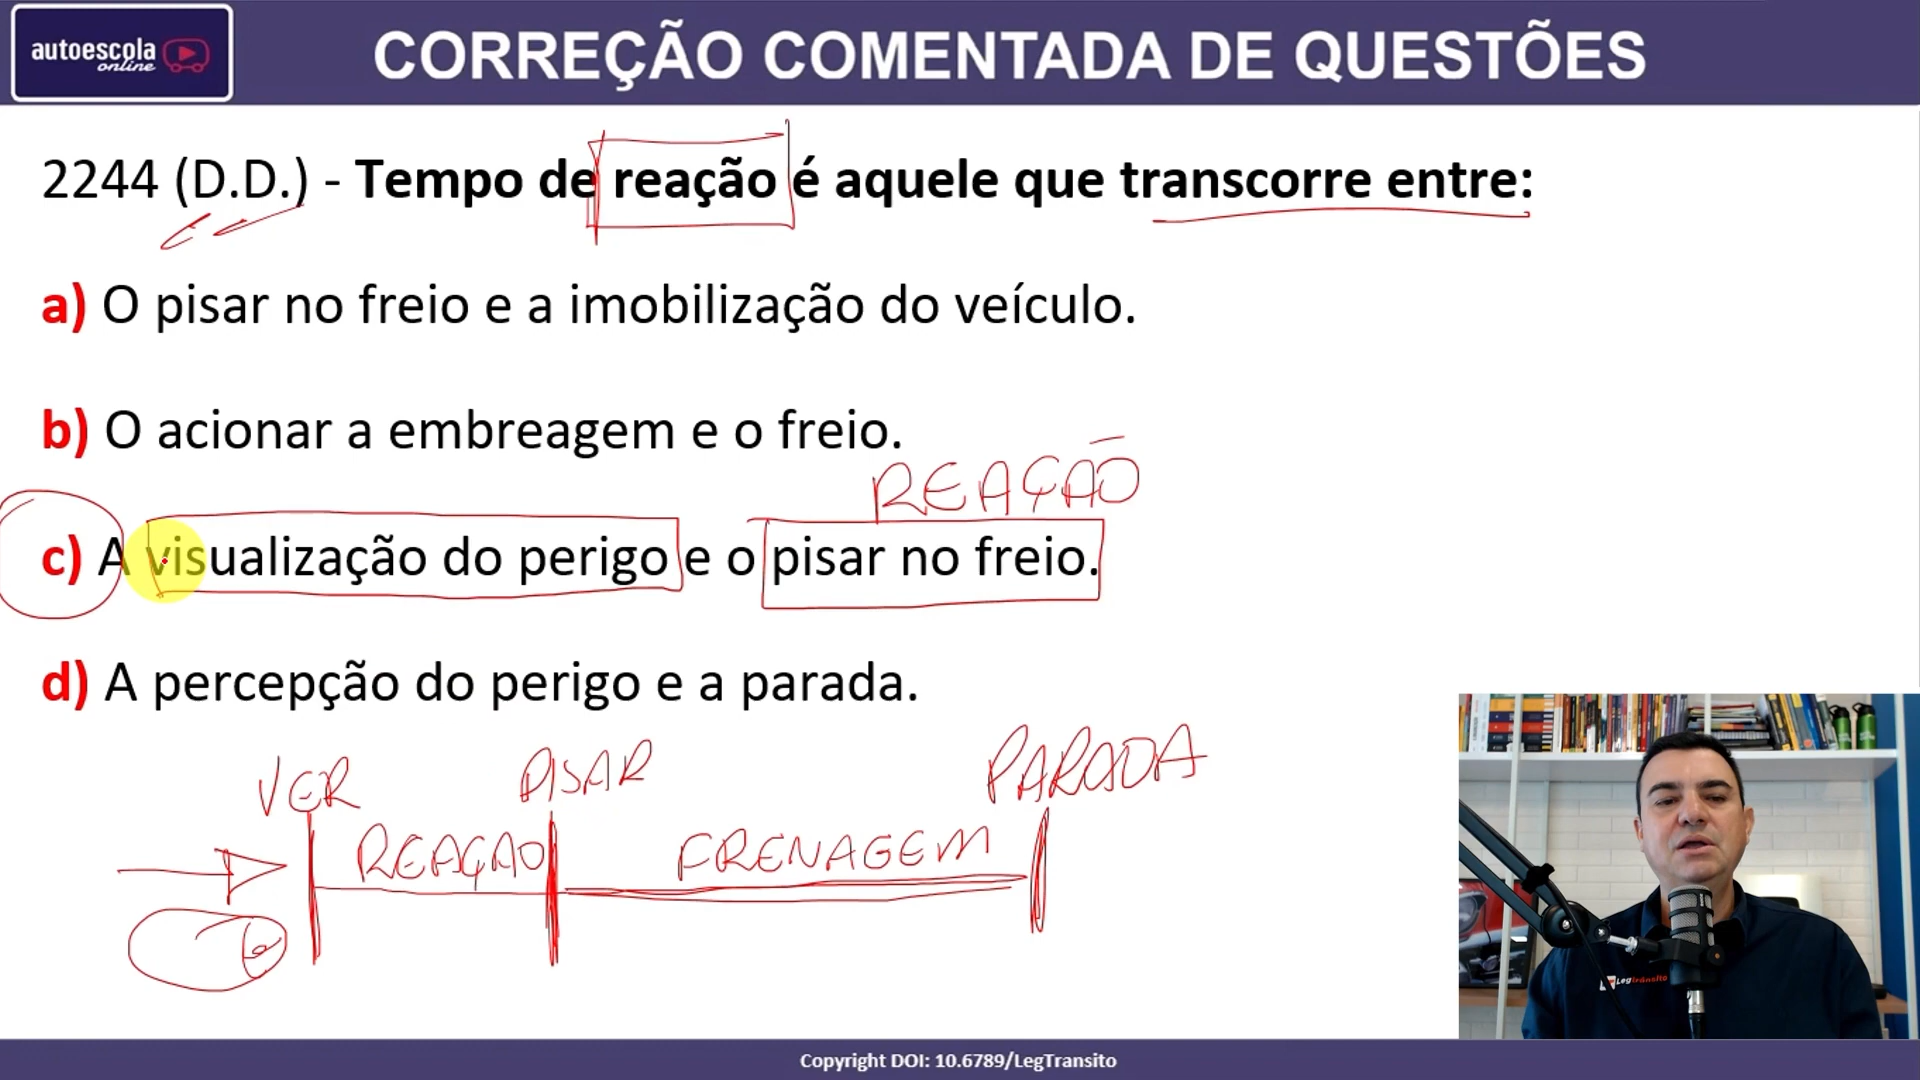 autoescola
online
CORREÇÃO COMENTADA DE QUESTÕES
2244 (D.D.) - Tempo de reação é aquele que transcorre entre:
a) O pisar no freio e a imobilização do veículo.
b) O acionar a embreagem e o freio.
REAÇÃO
c) A visualização do perigo e o pisar no freio.
d) A percepção do perigo e a parada.
VER PISAR PARADA
REAÇÃO FRENAGEM
Legtrânsito
Copyright DOI: 10.6789/LegTransito